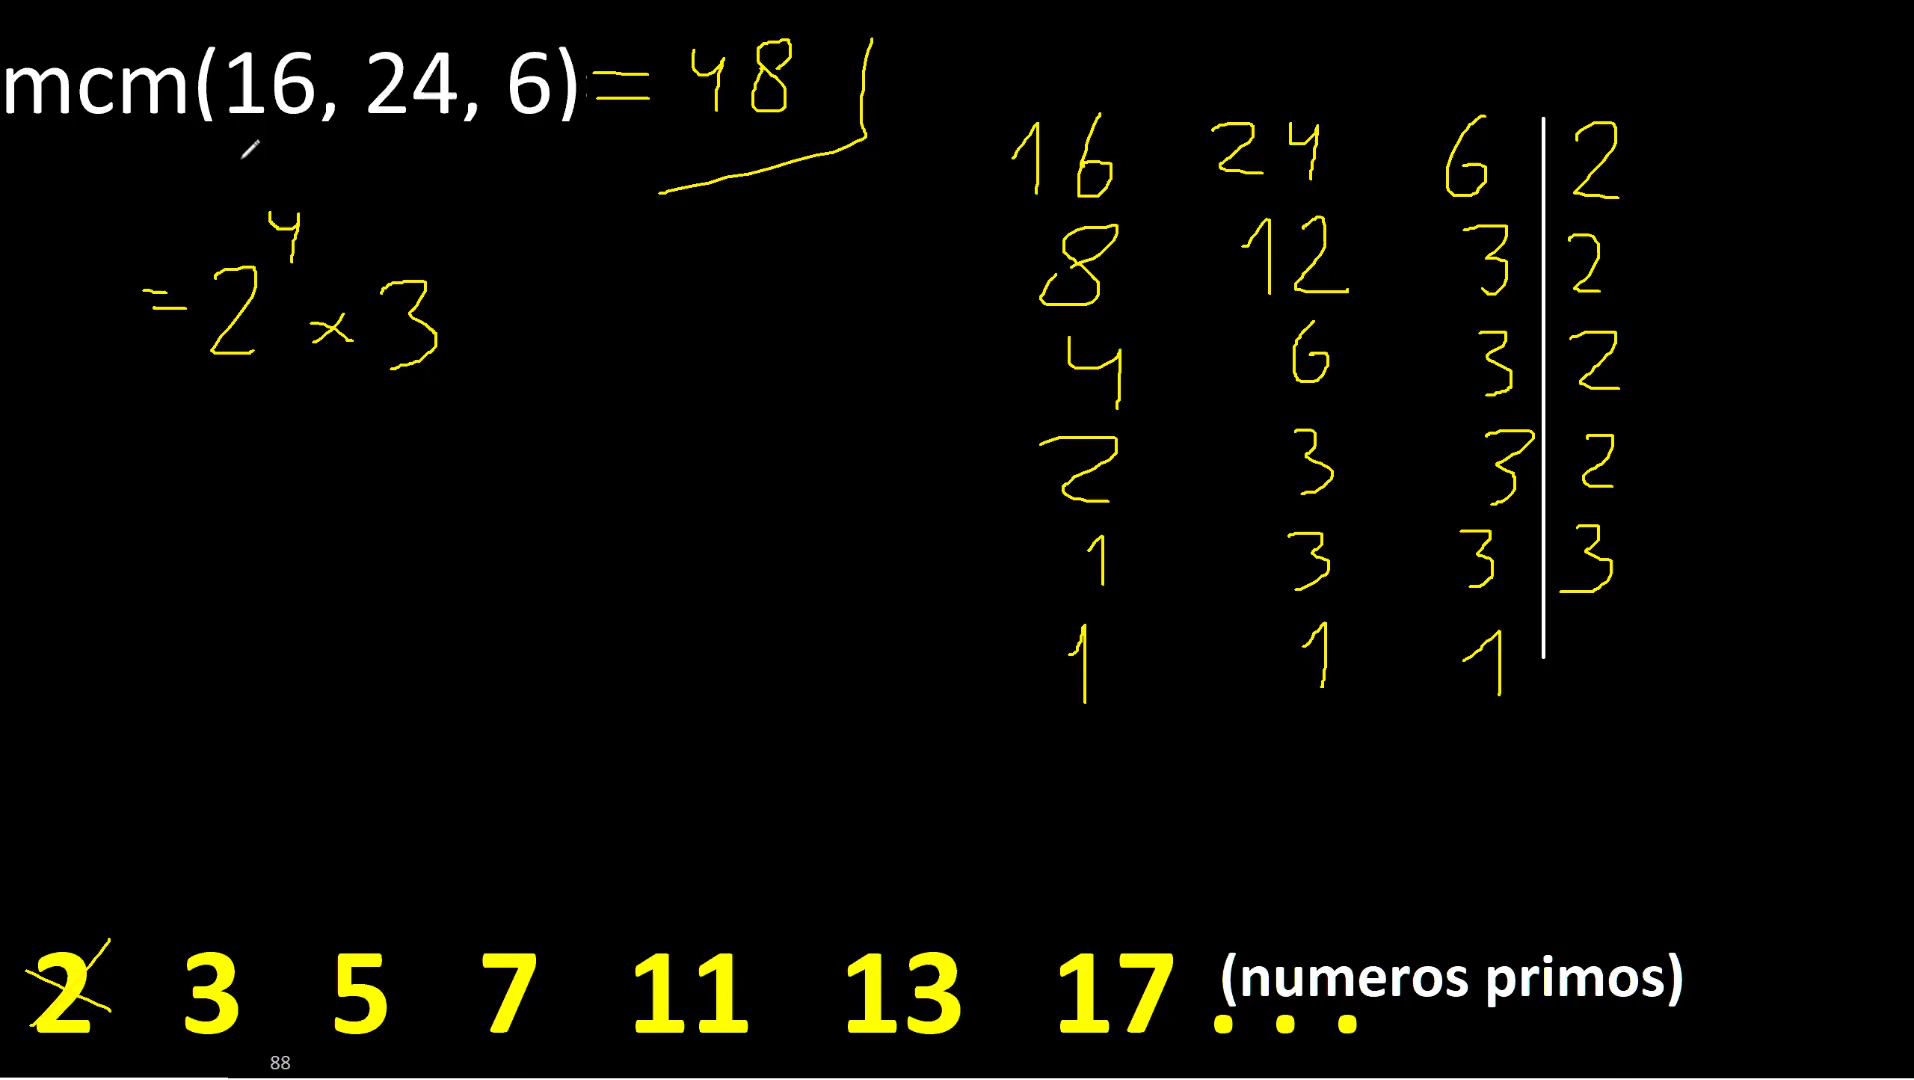 mcm(16, 24, 6) = 48
= 2⁴ × 3
16 24 6 | 2
8 12 3 | 2
4 6 3 | 2
2 3 3 | 2
1 3 3 | 3
1 1 1 |
2 3 5 7 11 13 17 . . . (numeros primos)
88